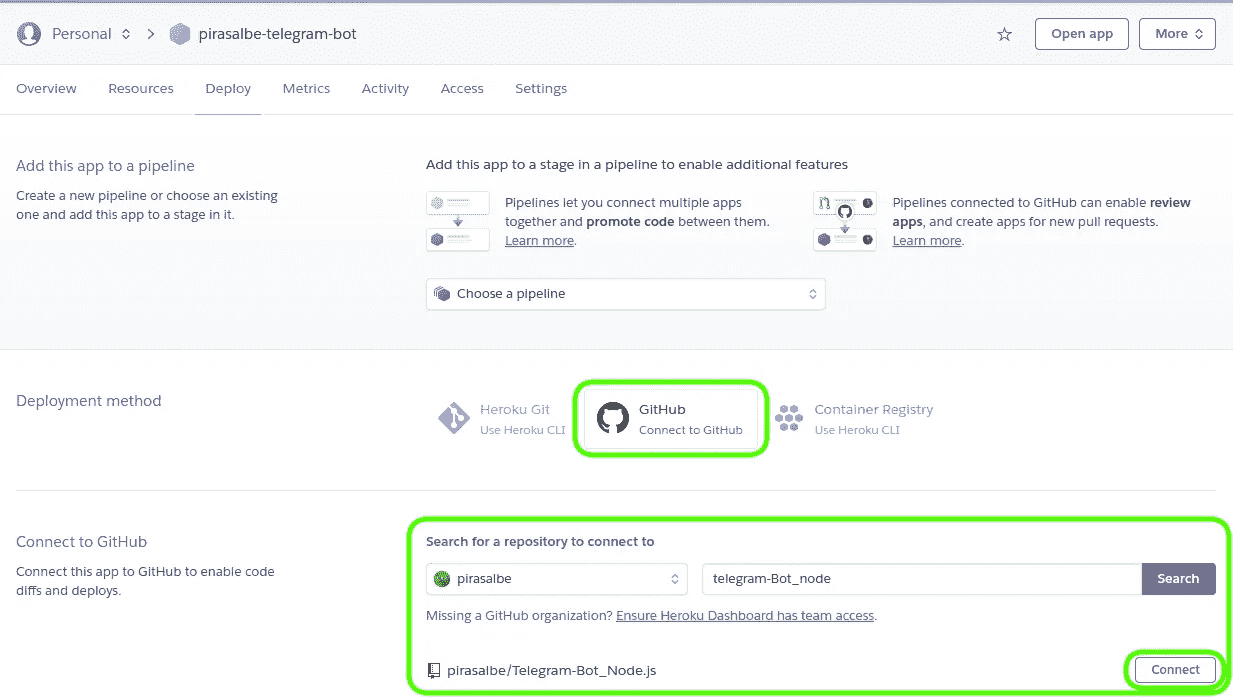 Personal
pirasalbe-telegram-bot
Open app
More
Overview
Resources
Deploy
Metrics
Activity
Access
Settings
Add this app to a pipeline
Create a new pipeline or choose an existing
one and add this app to a stage in it.
Add this app to a stage in a pipeline to enable additional features
Pipelines let you connect multiple apps
together and promote code between them.
Learn more.
Pipelines connected to GitHub can enable review
apps, and create apps for new pull requests.
Learn more.
Choose a pipeline
Deployment method
Heroku Git
Use Heroku CLI
GitHub
Connect to GitHub
Container Registry
Use Heroku CLI
Connect to GitHub
Connect this app to GitHub to enable code
diffs and deploys.
Search for a repository to connect to
pirasalbe
telegram-Bot_node
Search
Missing a GitHub organization? Ensure Heroku Dashboard has team access.
pirasalbe/Telegram-Bot_Node.js
Connect